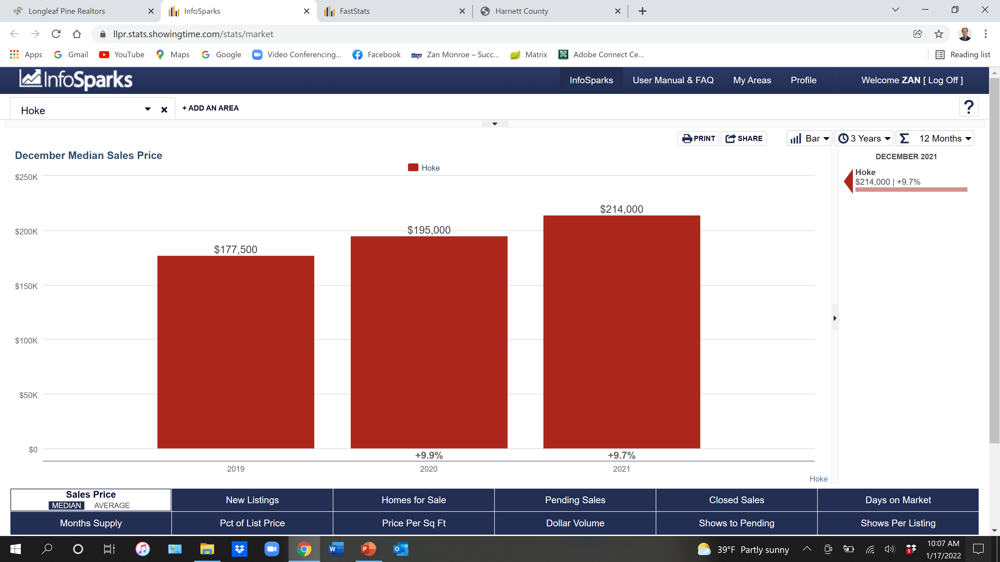 Longleaf Pine Realtors
InfoSparks
FastStats
Harnett County
llpr.stats.showingtime.com/stats/market
Apps
Gmail
YouTube
Maps
Google
Video Conferencing...
Facebook
Zan Monroe – Succ...
Matrix
Adobe Connect Ce...
Reading list
InfoSparks
InfoSparks
User Manual & FAQ
My Areas
Profile
Welcome ZAN [ Log Off ]
Hoke
+ ADD AN AREA
?
PRINT
SHARE
Bar
3 Years
Σ 12 Months
December Median Sales Price
Hoke
DECEMBER 2021
Hoke
$214,000 | +9.7%
$250K
$200K
$150K
$100K
$50K
$0
$177,500
$195,000
$214,000
+9.9%
+9.7%
2019
2020
2021
Hoke
Sales Price
MEDIAN AVERAGE
New Listings
Homes for Sale
Pending Sales
Closed Sales
Days on Market
Months Supply
Pct of List Price
Price Per Sq Ft
Dollar Volume
Shows to Pending
Shows Per Listing
39°F Partly sunny
1
10:07 AM
1/17/2022